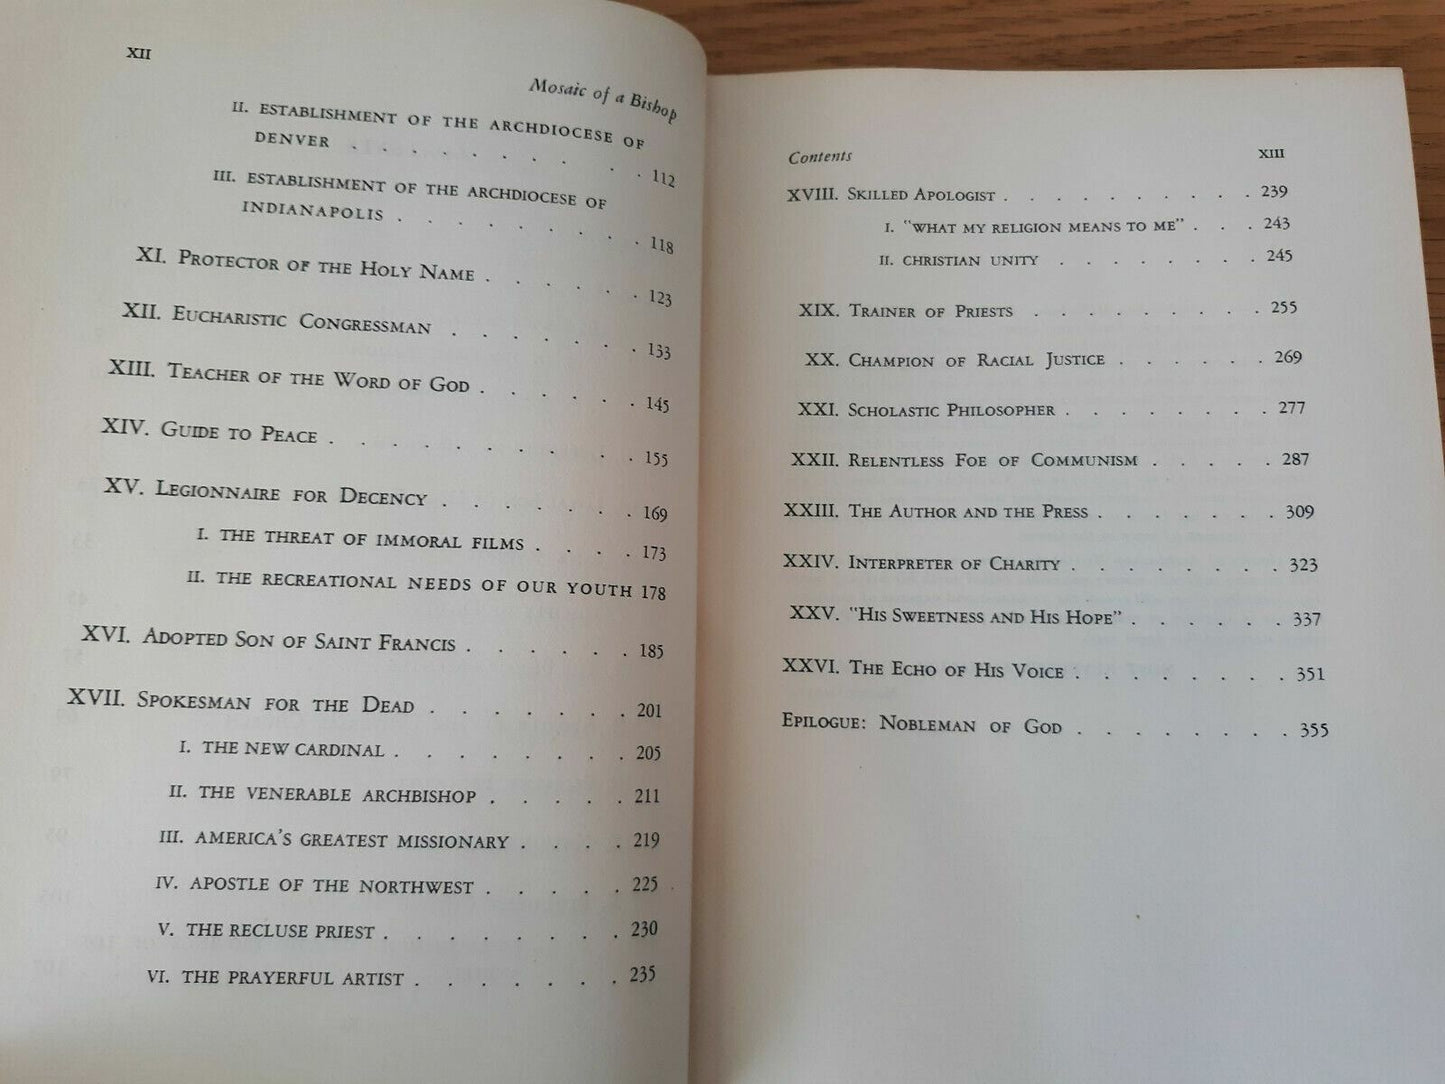 XII
Mosaic of a Bishop
II. ESTABLISHMENT OF THE ARCHDIOCESE OF
DENVER . . . . . . . . . . 112
III. ESTABLISHMENT OF THE ARCHDIOCESE OF
INDIANAPOLIS . . . . . . . . 118
XI. PROTECTOR OF THE HOLY NAME . . . . . . 123
XII. EUCHARISTIC CONGRESSMAN . . . . . . . 133
XIII. TEACHER OF THE WORD OF GOD . . . . . . 145
XIV. GUIDE TO PEACE . . . . . . . . . . 155
XV. LEGIONNAIRE FOR DECENCY . . . . . . . 169
I. THE THREAT OF IMMORAL FILMS . . . . 173
II. THE RECREATIONAL NEEDS OF OUR YOUTH 178
XVI. ADOPTED SON OF SAINT FRANCIS . . . . . . 185
XVII. SPOKESMAN FOR THE DEAD . . . . . . . 201
I. THE NEW CARDINAL . . . . . . . . 205
II. THE VENERABLE ARCHBISHOP . . . . . 211
III. AMERICA'S GREATEST MISSIONARY . . . . 219
IV. APOSTLE OF THE NORTHWEST . . . . . 225
V. THE RECLUSE PRIEST . . . . . . . . 230
VI. THE PRAYERFUL ARTIST . . . . . . . 235
Contents XIII
XVIII. SKILLED APOLOGIST . . . . . . . . . . 239
I. "WHAT MY RELIGION MEANS TO ME" . . . 243
II. CHRISTIAN UNITY . . . . . . . . 245
XIX. TRAINER OF PRIESTS . . . . . . . . . 255
XX. CHAMPION OF RACIAL JUSTICE . . . . . . 269
XXI. SCHOLASTIC PHILOSOPHER . . . . . . . . 277
XXII. RELENTLESS FOE OF COMMUNISM . . . . . 287
XXIII. THE AUTHOR AND THE PRESS . . . . . . . 309
XXIV. INTERPRETER OF CHARITY . . . . . . . . 323
XXV. "HIS SWEETNESS AND HIS HOPE" . . . . . . 337
XXVI. THE ECHO OF HIS VOICE . . . . . . . . 351
EPILOGUE: NOBLEMAN OF GOD . . . . . . . . 355